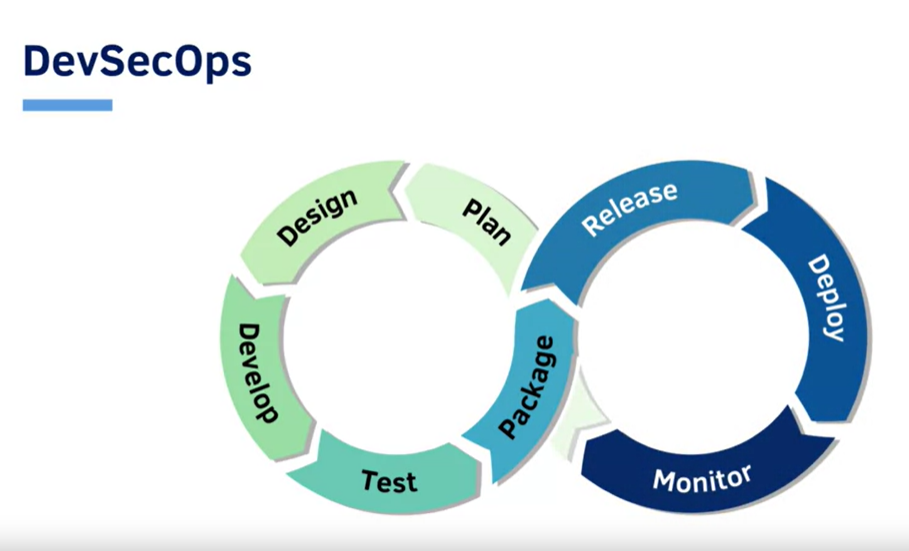 DevSecOps
Plan
Design
Develop
Test
Package
Release
Deploy
Monitor